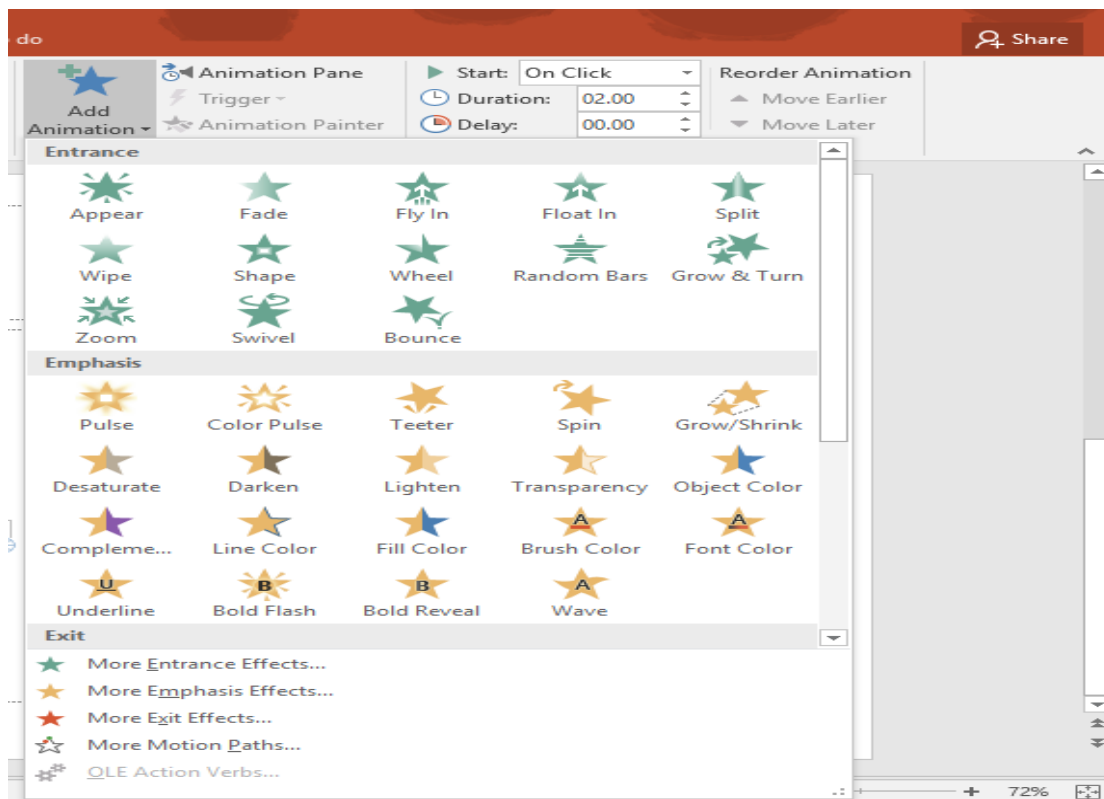 do
Share
Add
Animation
Animation Pane
Trigger
Animation Painter
Start: On Click
Duration: 02.00
Delay: 00.00
Reorder Animation
Move Earlier
Move Later
Entrance
Appear Fade Fly In Float In Split
Wipe Shape Wheel Random Bars Grow & Turn
Zoom Swivel Bounce
Emphasis
Pulse Color Pulse Teeter Spin Grow/Shrink
Desaturate Darken Lighten Transparency Object Color
Compleme... Line Color Fill Color Brush Color Font Color
Underline Bold Flash Bold Reveal Wave
Exit
More Entrance Effects...
More Emphasis Effects...
More Exit Effects...
More Motion Paths...
OLE Action Verbs...
72%